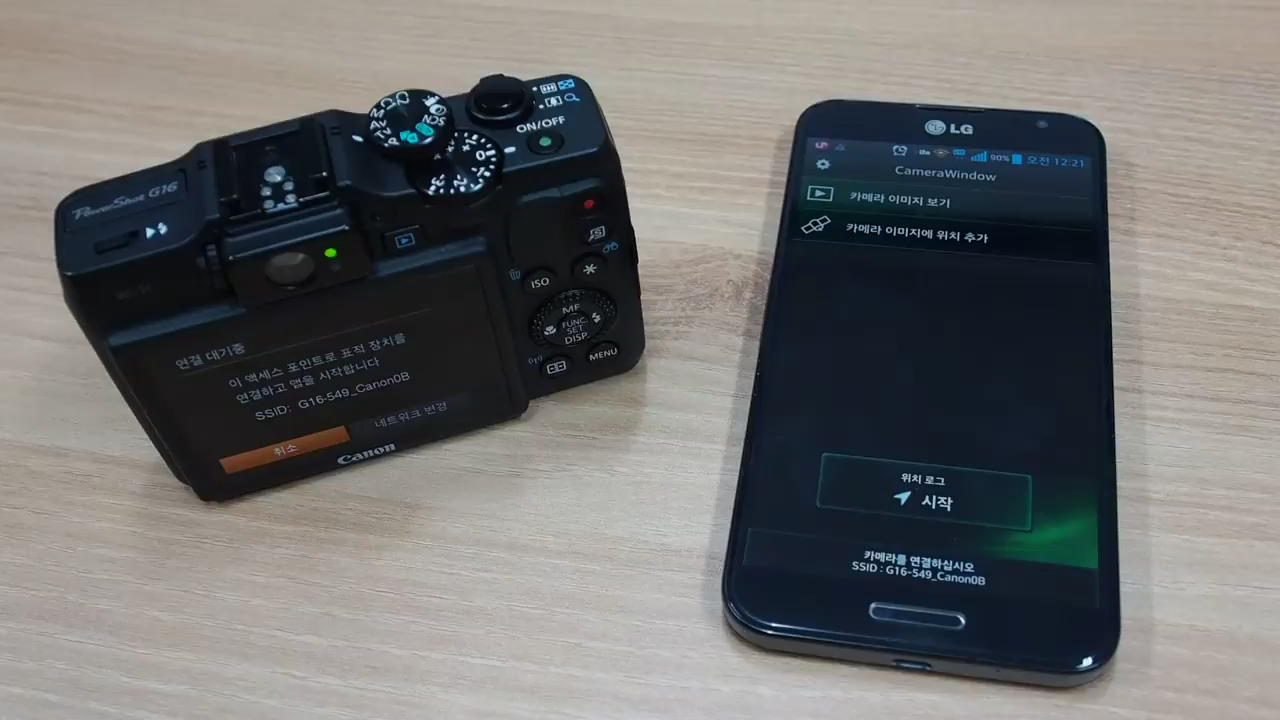 PowerShot G16
ON/OFF
ISO
MF
FUNC.
SET
DISP.
MENU
연결 대기중
이 액세스 포인트로 표적 장치를
연결하고 앱을 시작합니다
SSID: G16-549_Canon0B
취소
네트워크 변경
Canon
LG
90% 오전 12:21
CameraWindow
카메라 이미지 보기
카메라 이미지에 위치 추가
위치 로그
시작
카메라를 연결하십시오
SSID : G16-549_Canon0B